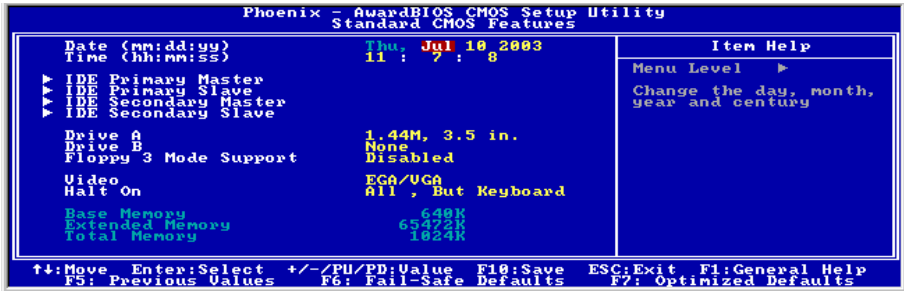 Phoenix - AwardBIOS CMOS Setup Utility
Standard CMOS Features
Date (mm:dd:yy) Thu, Jul 10 2003
Time (hh:mm:ss) 11 : 7 : 8
► IDE Primary Master
► IDE Primary Slave
► IDE Secondary Master
► IDE Secondary Slave
Drive A 1.44M, 3.5 in.
Drive B None
Floppy 3 Mode Support Disabled
Video EGA/VGA
Halt On All , But Keyboard
Base Memory 640K
Extended Memory 65472K
Total Memory 1024K
Item Help
Menu Level ►
Change the day, month,
year and century
↑↓:Move Enter:Select +/-/PU/PD:Value F10:Save ESC:Exit F1:General Help
F5: Previous Values F6: Fail-Safe Defaults F7: Optimized Defaults